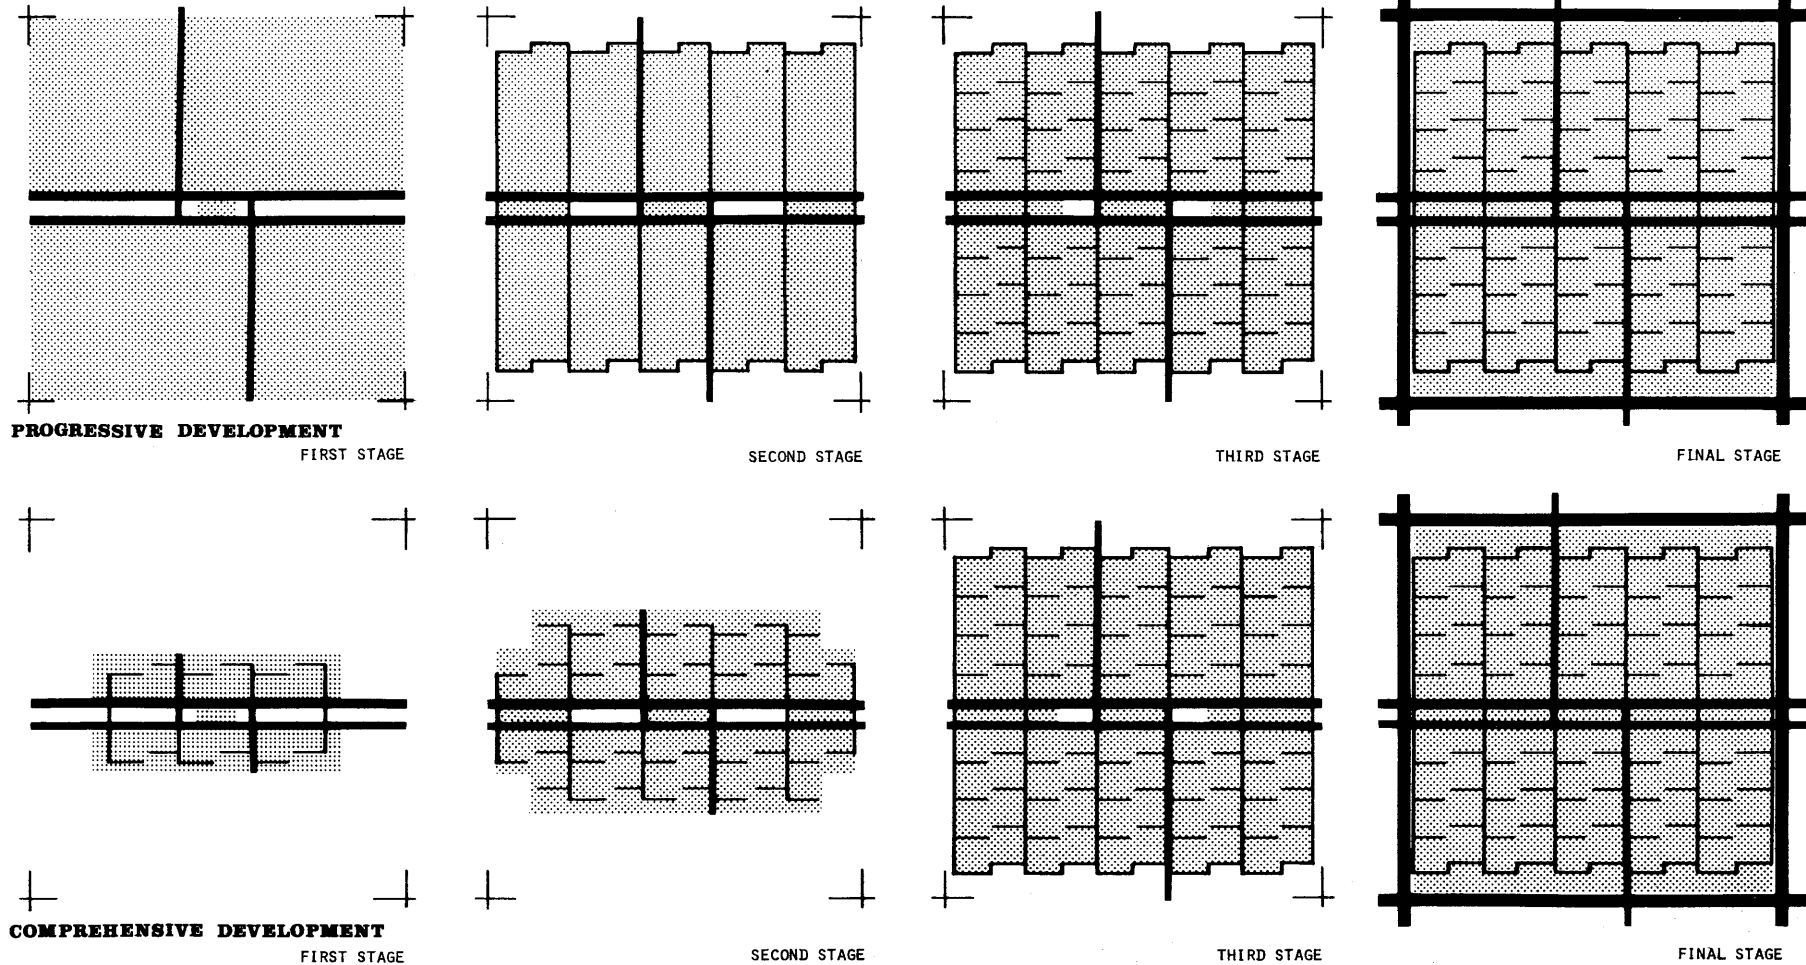 PROGRESSIVE DEVELOPMENT
FIRST STAGE
SECOND STAGE
THIRD STAGE
FINAL STAGE
COMPREHENSIVE DEVELOPMENT
FIRST STAGE
SECOND STAGE
THIRD STAGE
FINAL STAGE